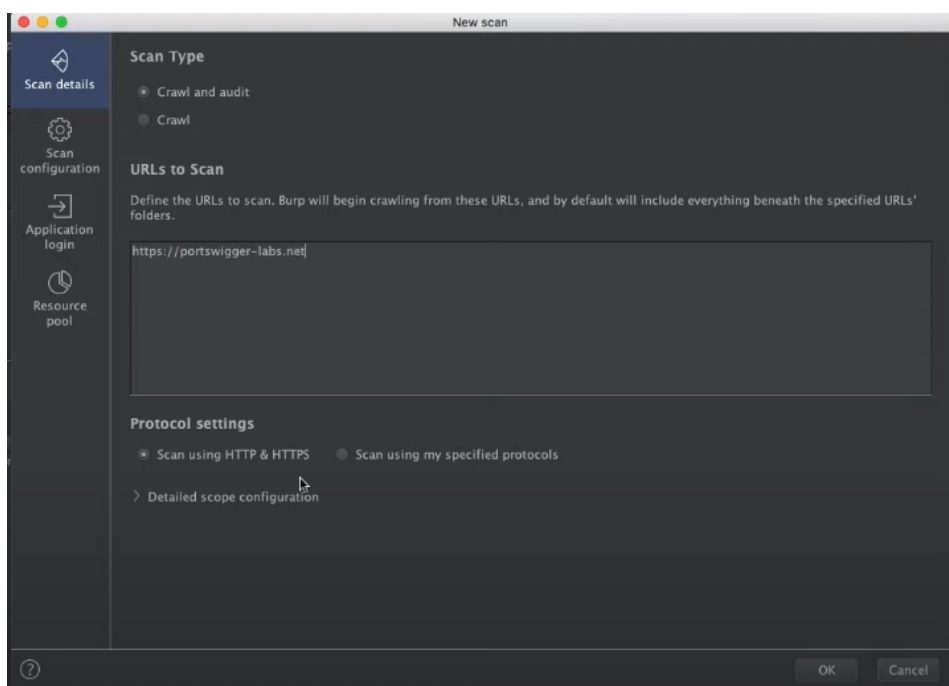 New scan
Scan details
Scan
configuration
Application
login
Resource
pool
Scan Type
Crawl and audit
Crawl
URLs to Scan
Define the URLs to scan. Burp will begin crawling from these URLs, and by default will include everything beneath the specified URLs'
folders.
https://portswigger-labs.net
Protocol settings
Scan using HTTP & HTTPS Scan using my specified protocols
> Detailed scope configuration
? OK Cancel